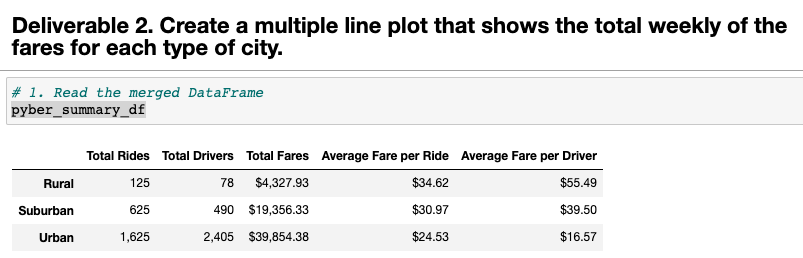 Deliverable 2. Create a multiple line plot that shows the total weekly of the
fares for each type of city.
# 1. Read the merged DataFrame
pyber_summary_df
Total Rides Total Drivers Total Fares Average Fare per Ride Average Fare per Driver
Rural 125 78 $4,327.93 $34.62 $55.49
Suburban 625 490 $19,356.33 $30.97 $39.50
Urban 1,625 2,405 $39,854.38 $24.53 $16.57